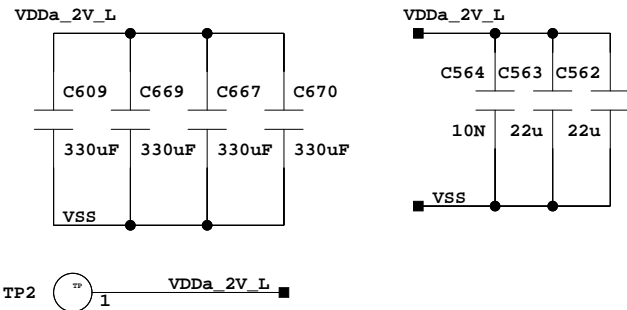 VDDa_2V_L VDDa_2V_L
C609 C669 C667 C670 C564 C563 C562
330uF 330uF 330uF 330uF 10N 22u 22u
VSS VSS
TP2 TP 1 VDDa_2V_L